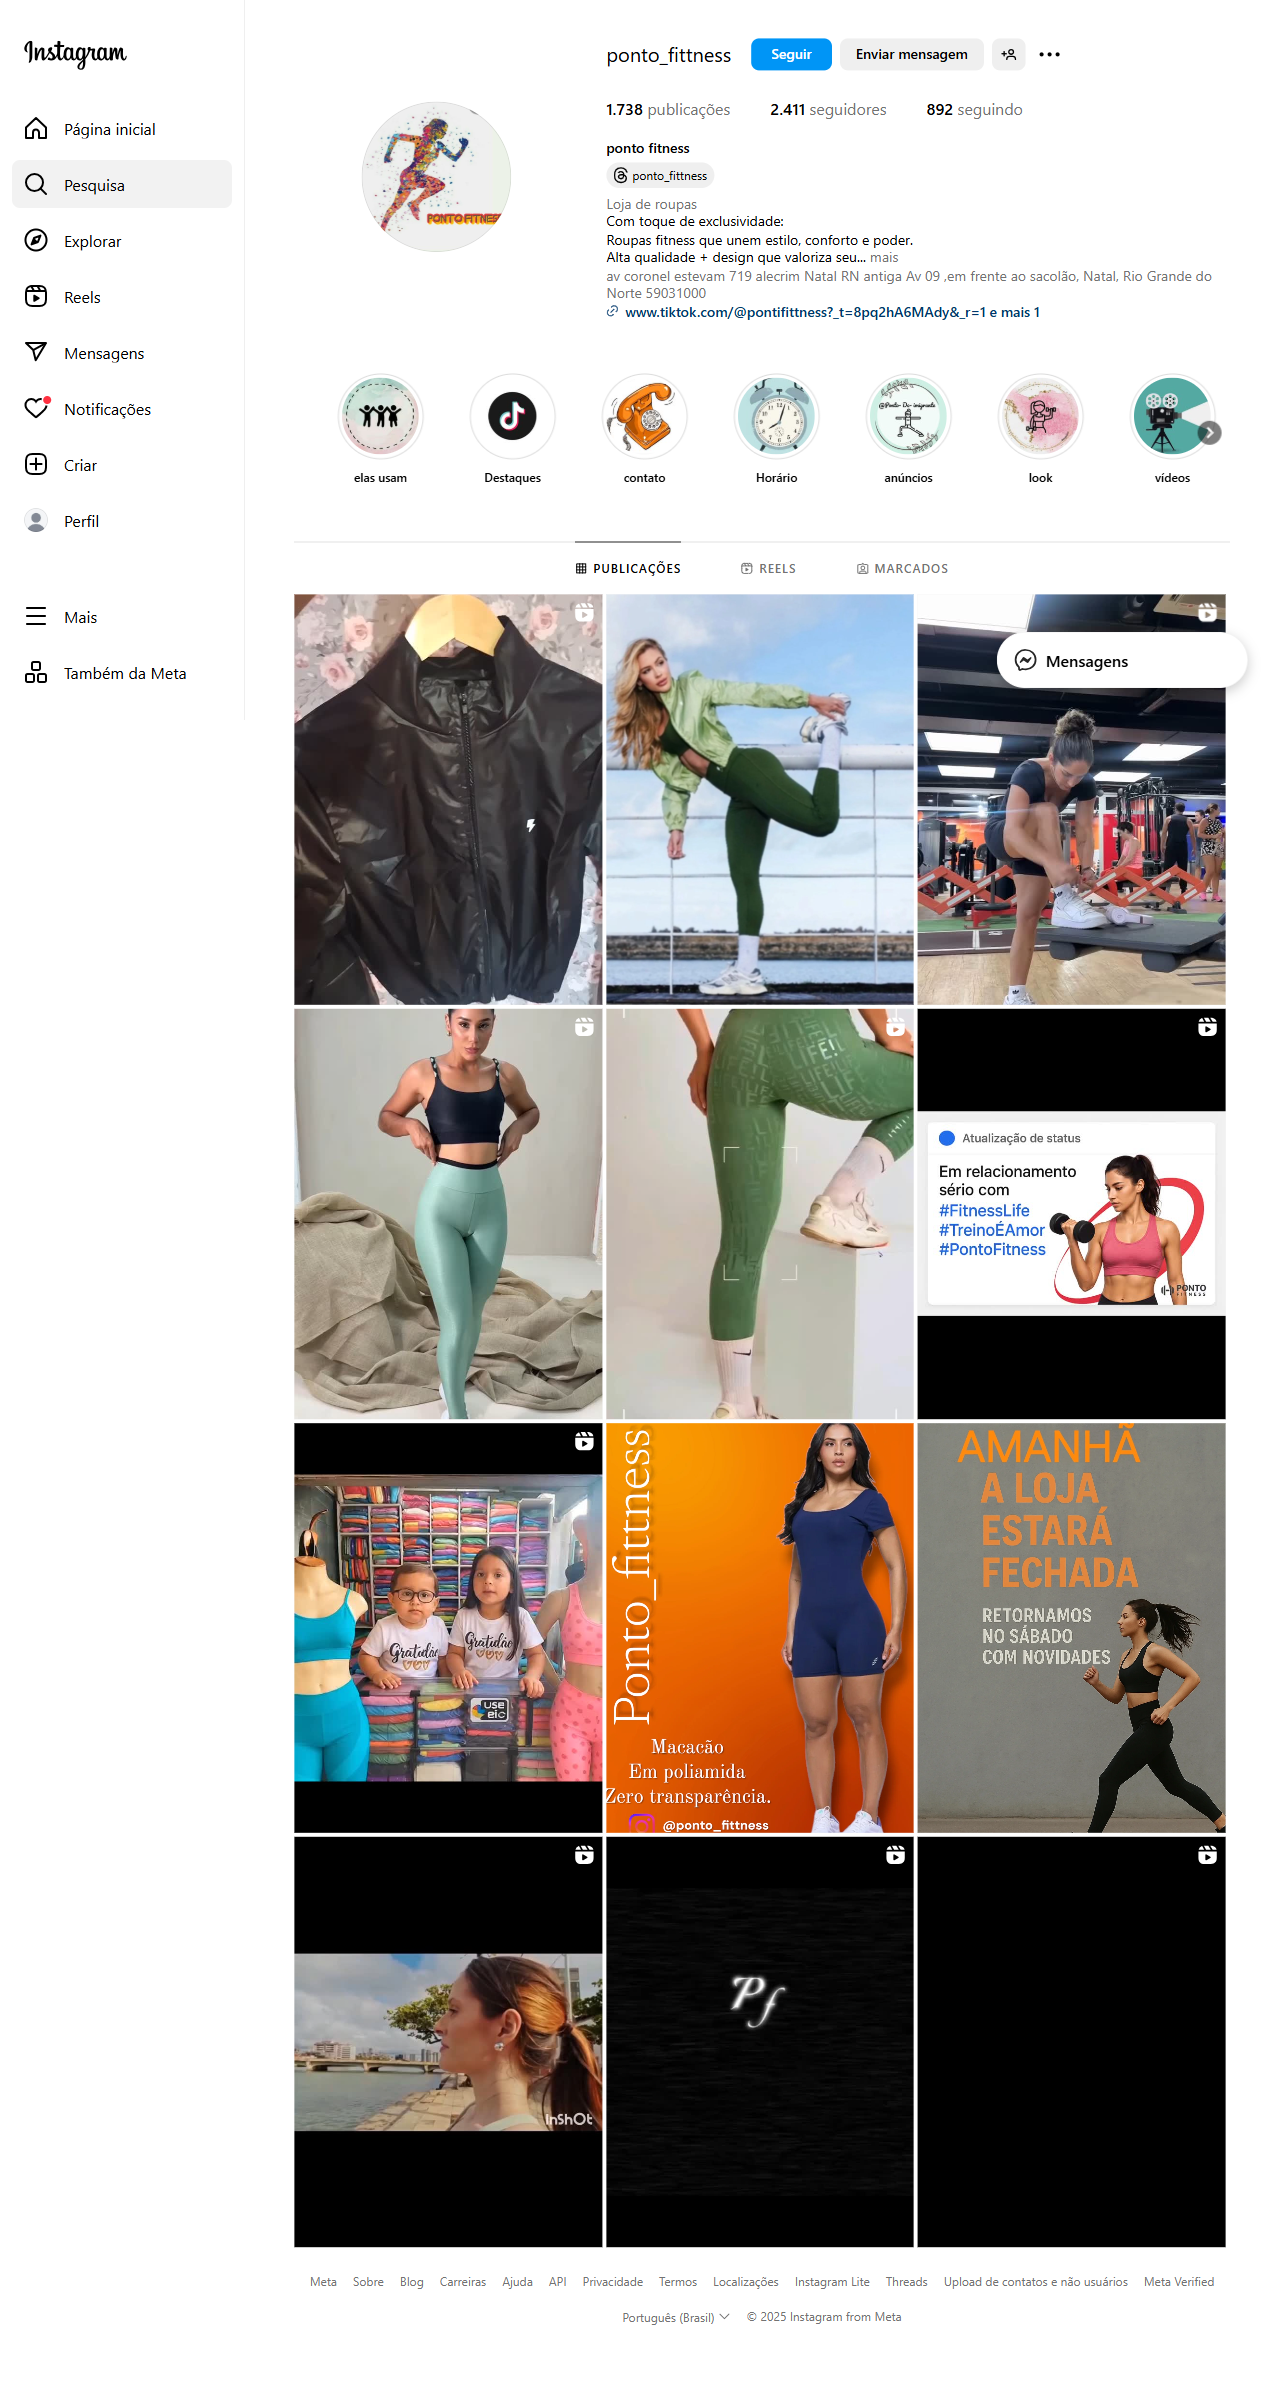 Instagram
Página inicial
Pesquisa
Explorar
Reels
Mensagens
Notificações
Criar
Perfil
Mais
Também da Meta
ponto_fittness
Seguir
Enviar mensagem
1.738 publicações
2.411 seguidores
892 seguindo
ponto fitness
ponto_fittness
Loja de roupas
Com toque de exclusividade:
Roupas fitness que unem estilo, conforto e poder.
Alta qualidade + design que valoriza seu... mais
av coronel estevam 719 alecrim Natal RN antiga Av 09 ,em frente ao sacolão, Natal, Rio Grande do
Norte 59031000
www.tiktok.com/@pontifittness?_t=8pq2hA6MAdy&_r=1 e mais 1
PONTO FITNES
elas usam
Destaques
contato
Horário
anúncios
look
vídeos
PUBLICAÇÕES
REELS
MARCADOS
Mensagens
Atualização de status
Em relacionamento
sério com
#FitnessLife
#TreinoÉAmor
#PontoFitness
PONTO
FITNESS
Gratidão
Gratidão
USE
eic
Ponto_fittness
Macacão
Em poliamida
Zero transparência.
@ponto_fittness
AMANHÃ
A LOJA
ESTARÁ
FECHADA
RETORNAMOS
NO SÁBADO
COM NOVIDADES
InShOt
Pf
Meta
Sobre
Blog
Carreiras
Ajuda
API
Privacidade
Termos
Localizações
Instagram Lite
Threads
Upload de contatos e não usuários
Meta Verified
Português (Brasil)
© 2025 Instagram from Meta